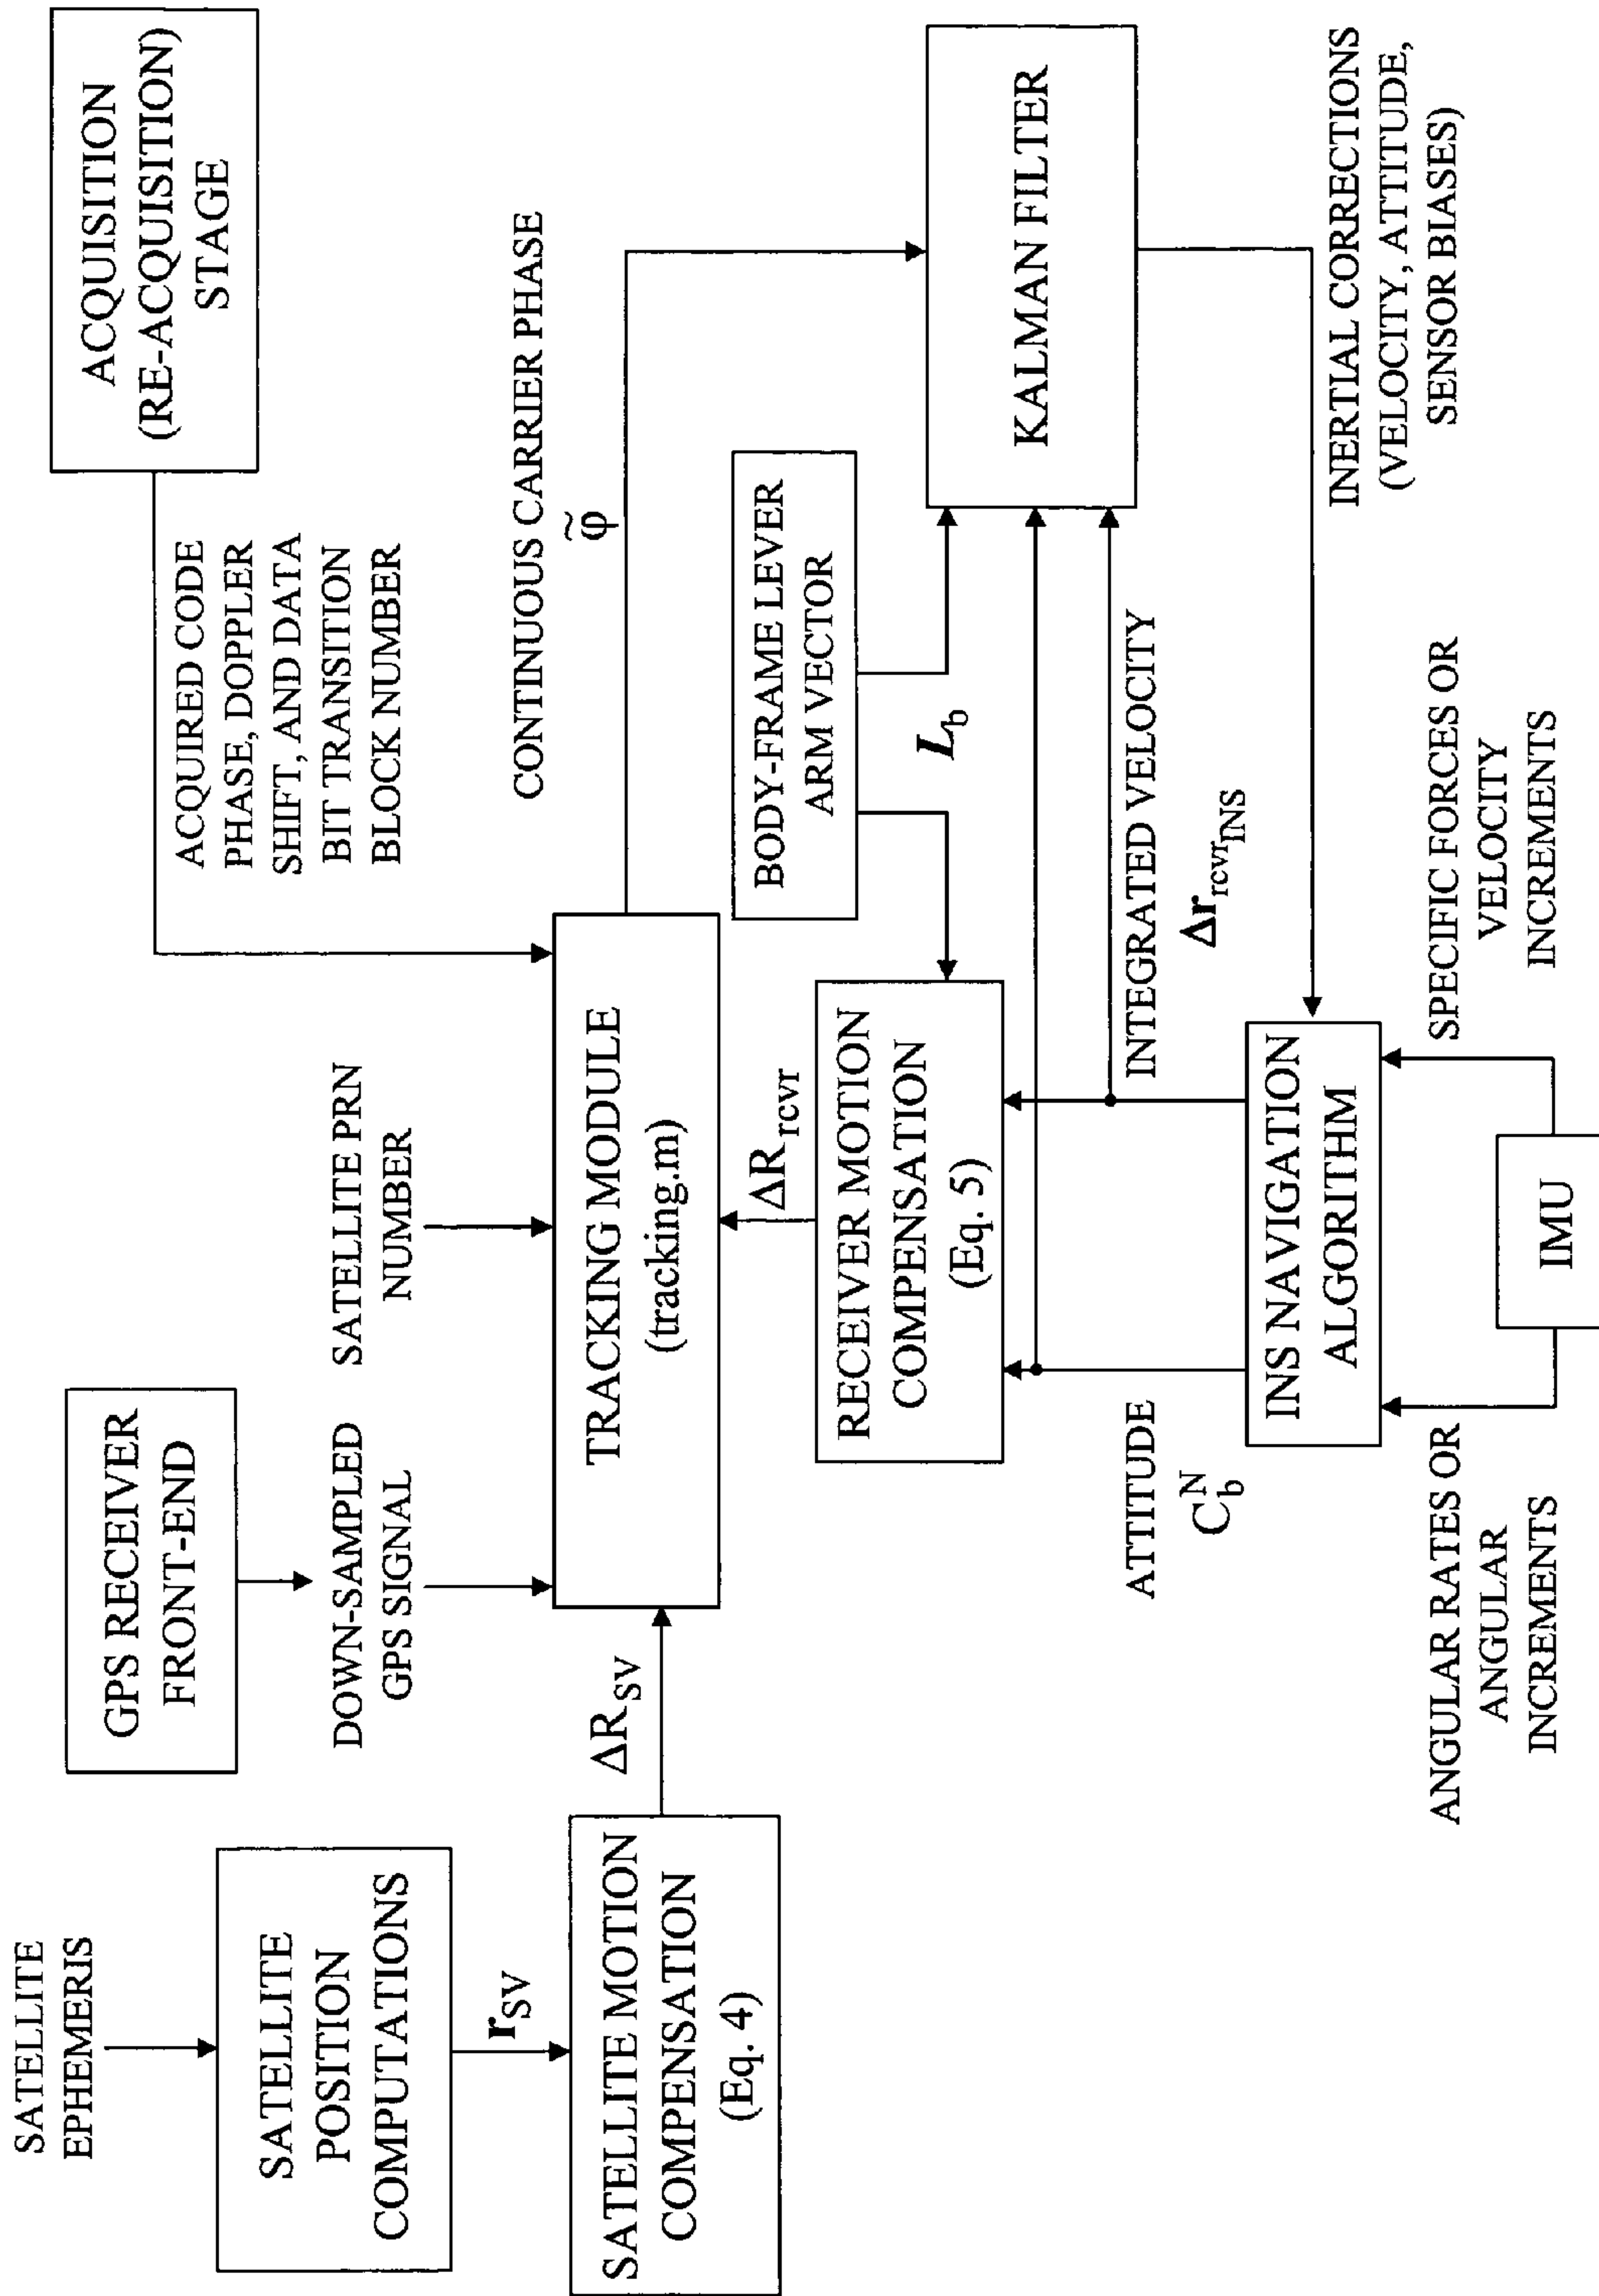 SATELLITE
EPHEMERIS
SATELLITE
POSITION
COMPUTATIONS
r_SV
SATELLITE MOTION
COMPENSATION
(Eq. 4)
ΔR_SV
GPS RECEIVER
FRONT-END
DOWN-SAMPLED
GPS SIGNAL
SATELLITE PRN
NUMBER
ACQUISITION
(RE-ACQUISITION)
STAGE
ACQUIRED CODE
PHASE, DOPPLER
SHIFT, AND DATA
BIT TRANSITION
BLOCK NUMBER
TRACKING MODULE
(tracking.m)
CONTINUOUS CARRIER PHASE
φ̃
ΔR_rcvr
RECEIVER MOTION
COMPENSATION
(Eq. 5)
BODY-FRAME LEVER
ARM VECTOR
L_b
KALMAN FILTER
ATTITUDE
C_b^N
INTEGRATED VELOCITY
Δr_rcvr_INS
INS NAVIGATION
ALGORITHM
INERTIAL CORRECTIONS
(VELOCITY, ATTITUDE,
SENSOR BIASES)
ANGULAR RATES OR
ANGULAR
INCREMENTS
IMU
SPECIFIC FORCES OR
VELOCITY
INCREMENTS